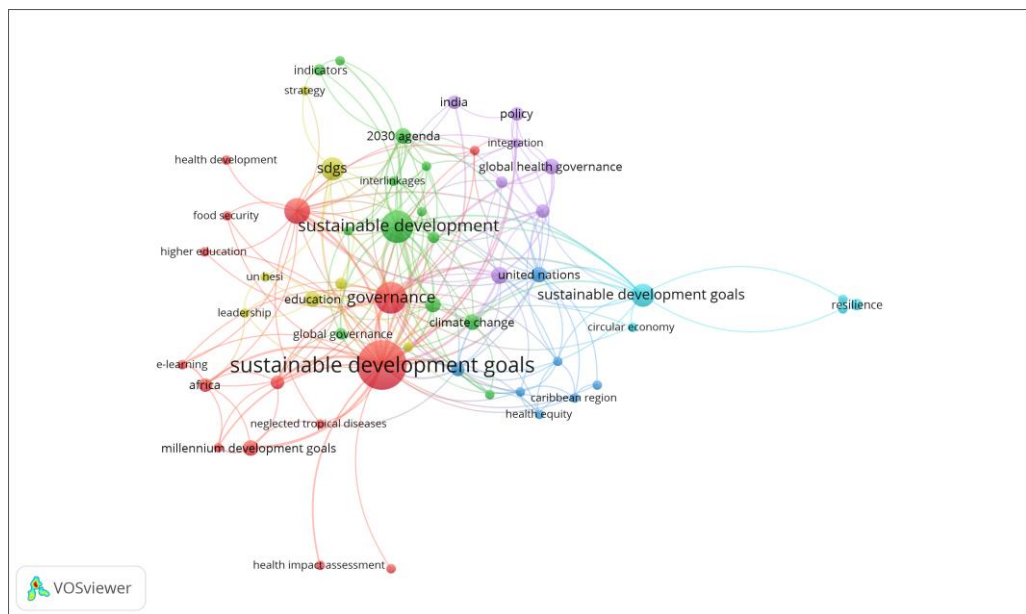 indicators
strategy
india
policy
2030 agenda
integration
health development
sdgs
global health governance
interlinkages
food security
sustainable development
higher education
un hesi
united nations
education
governance
sustainable development goals
resilience
leadership
climate change
circular economy
global governance
sustainable development goals
e-learning
africa
caribbean region
health equity
neglected tropical diseases
millennium development goals
health impact assessment
VOSviewer